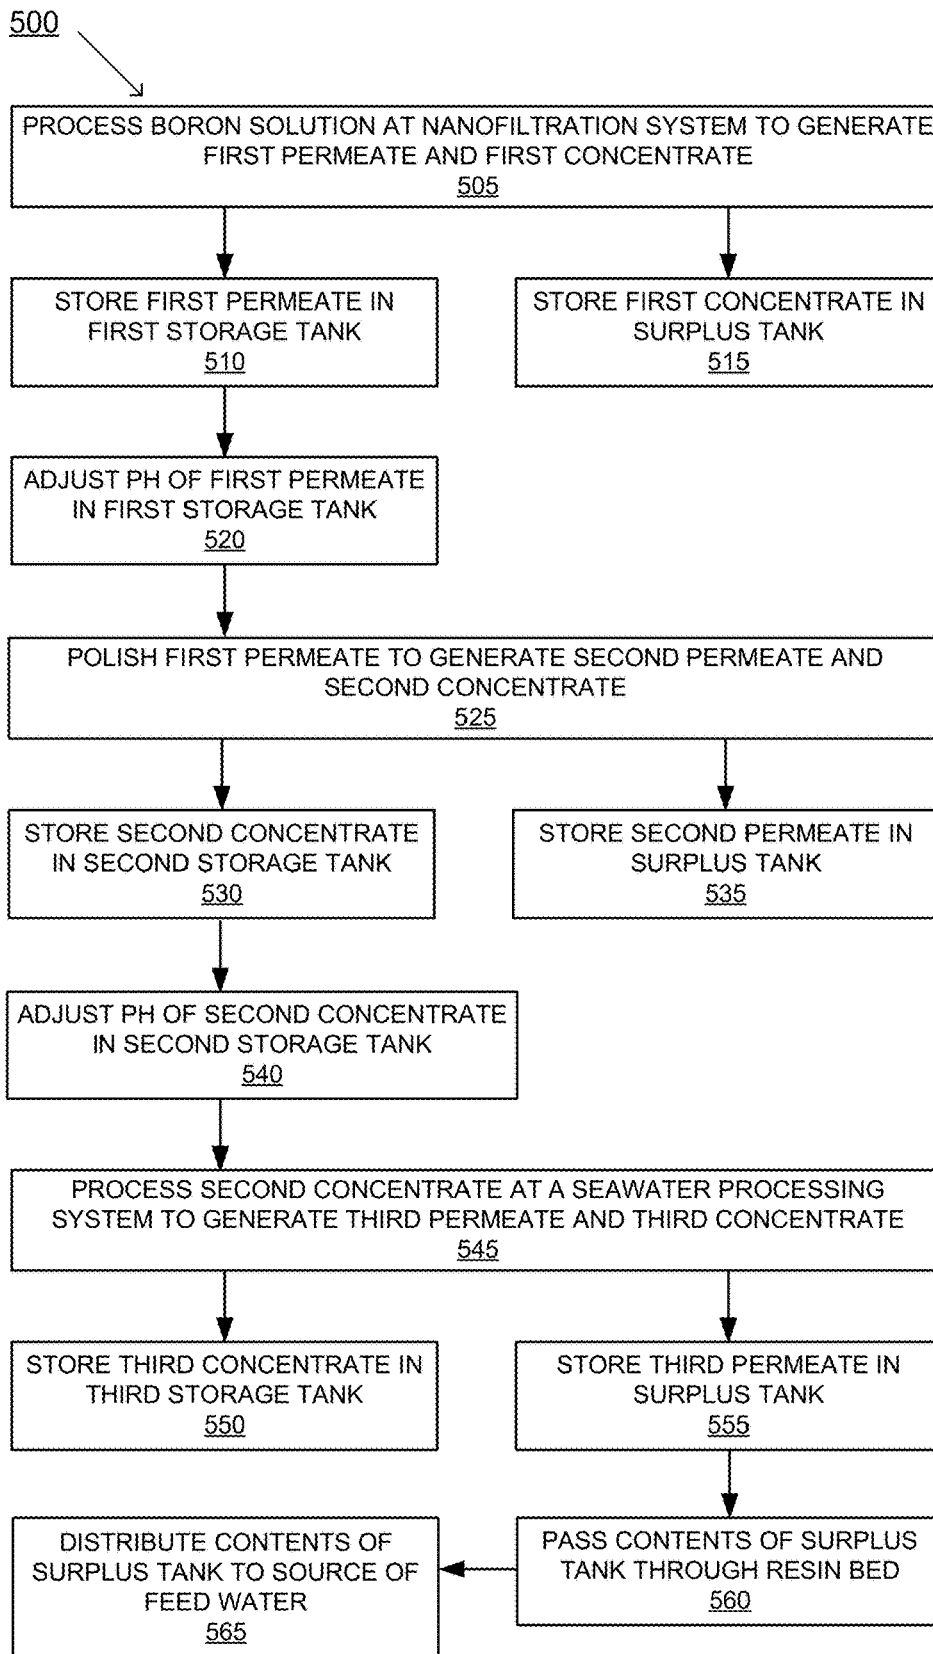 500
PROCESS BORON SOLUTION AT NANOFILTRATION SYSTEM TO GENERATE
FIRST PERMEATE AND FIRST CONCENTRATE
505
STORE FIRST PERMEATE IN
FIRST STORAGE TANK
510
STORE FIRST CONCENTRATE IN
SURPLUS TANK
515
ADJUST PH OF FIRST PERMEATE
IN FIRST STORAGE TANK
520
POLISH FIRST PERMEATE TO GENERATE SECOND PERMEATE AND
SECOND CONCENTRATE
525
STORE SECOND CONCENTRATE
IN SECOND STORAGE TANK
530
STORE SECOND PERMEATE IN
SURPLUS TANK
535
ADJUST PH OF SECOND CONCENTRATE
IN SECOND STORAGE TANK
540
PROCESS SECOND CONCENTRATE AT A SEAWATER PROCESSING
SYSTEM TO GENERATE THIRD PERMEATE AND THIRD CONCENTRATE
545
STORE THIRD CONCENTRATE IN
THIRD STORAGE TANK
550
STORE THIRD PERMEATE IN
SURPLUS TANK
555
DISTRIBUTE CONTENTS OF
SURPLUS TANK TO SOURCE OF
FEED WATER
565
PASS CONTENTS OF SURPLUS
TANK THROUGH RESIN BED
560